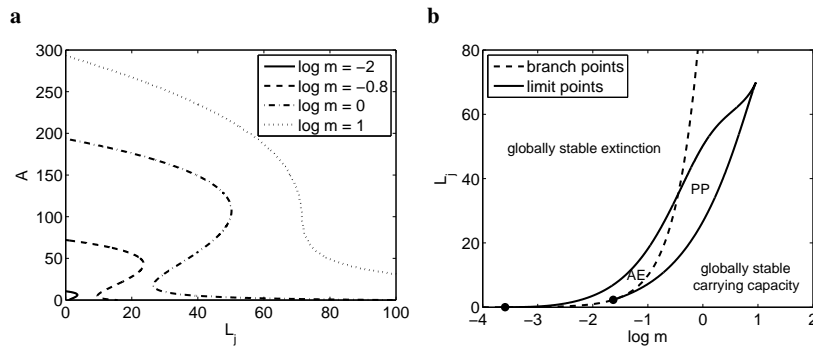 a
300
250
200
150
100
50
0
A
0 20 40 60 80 100
L_j
log m = −2
log m = −0.8
log m = 0
log m = 1
b
80
60
40
20
0
L_j
−4 −3 −2 −1 0 1 2
log m
branch points
limit points
globally stable extinction
PP
AE
globally stable
carrying capacity